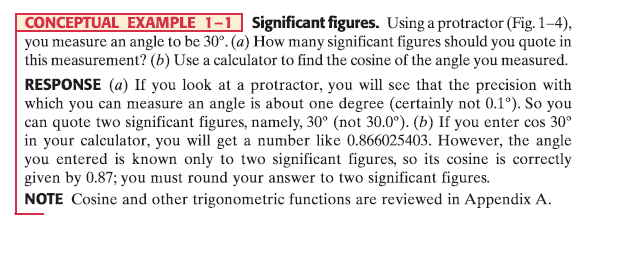 CONCEPTUAL EXAMPLE 1–1 Significant figures. Using a protractor (Fig. 1–4),
you measure an angle to be 30°. (a) How many significant figures should you quote in
this measurement? (b) Use a calculator to find the cosine of the angle you measured.
RESPONSE (a) If you look at a protractor, you will see that the precision with
which you can measure an angle is about one degree (certainly not 0.1°). So you
can quote two significant figures, namely, 30° (not 30.0°). (b) If you enter cos 30°
in your calculator, you will get a number like 0.866025403. However, the angle
you entered is known only to two significant figures, so its cosine is correctly
given by 0.87; you must round your answer to two significant figures.
NOTE Cosine and other trigonometric functions are reviewed in Appendix A.